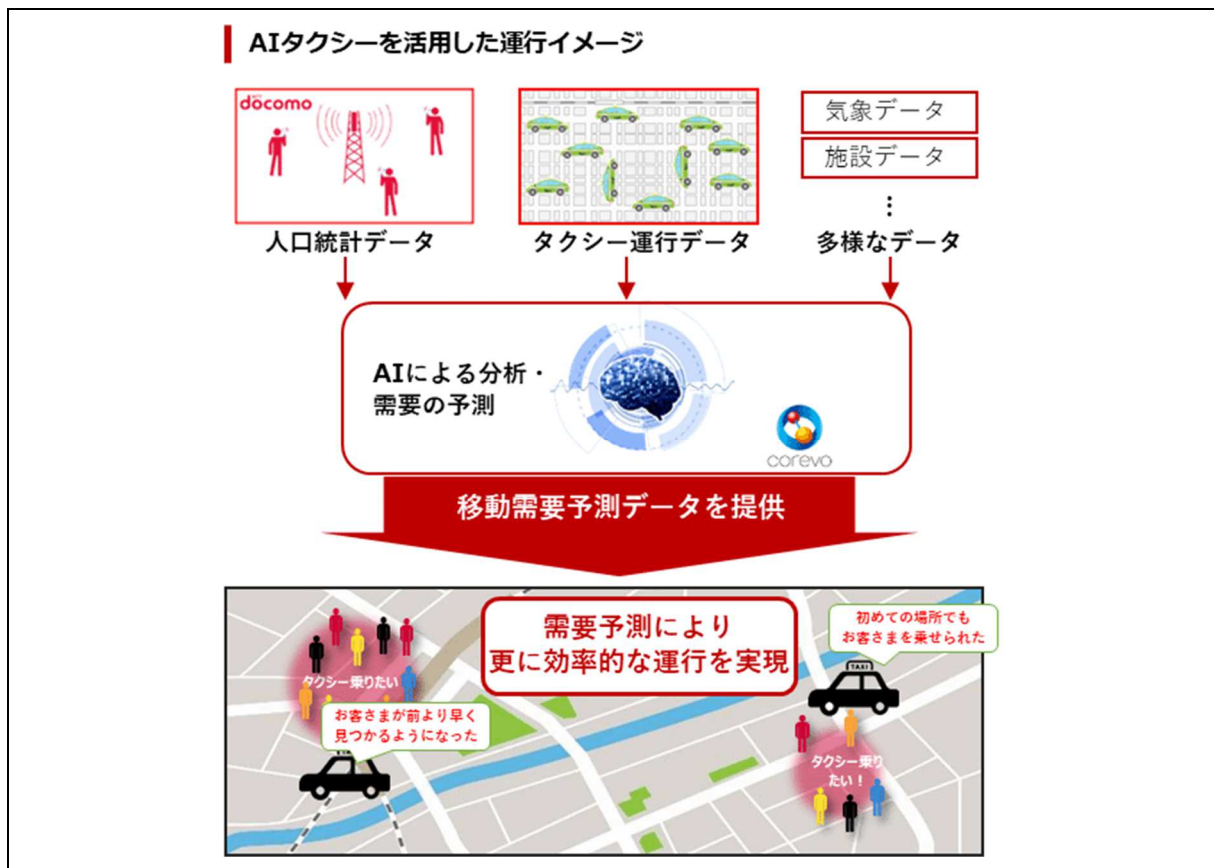 AIタクシーを活用した運行イメージ
döcomo
気象データ
施設データ
⋮
人口統計データ
タクシー運行データ
多様なデータ
AIによる分析・
需要の予測
corevo
移動需要予測データを提供
需要予測により
更に効率的な運行を実現
初めての場所でも
お客さまを乗せられた
TAXI
タクシー乗りたい
お客さまが前より早く
見つかるようになった
タクシー乗り
たい！